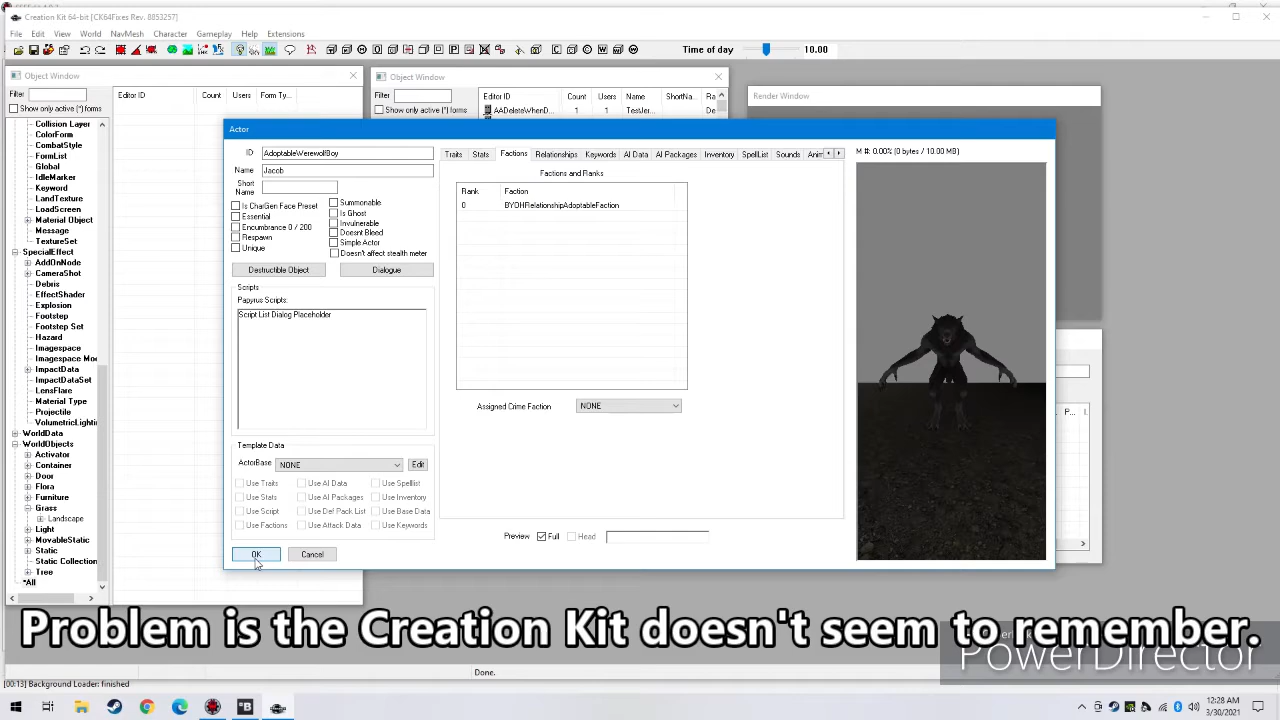 Creation Kit 64-bit [CK64Fixes Rev. 8853257]
File Edit View World NavMesh Character Gameplay Help Extensions
Time of day 10.00
Object Window
Filter
Show only active (*) forms
Editor ID Count Users Form Ty...
Collision Layer
ColorForm
CombatStyle
FormList
Global
IdleMarker
Keyword
LandTexture
LoadScreen
Material Object
Message
TextureSet
SpecialEffect
AddOnNode
CameraShot
Debris
EffectShader
Explosion
Footstep
Footstep Set
Hazard
Imagespace
Imagespace Mo
ImpactData
ImpactDataSet
LensFlare
Material Type
Projectile
VolumetricLighti
WorldData
WorldObjects
Activator
Container
Door
Flora
Furniture
Grass
Landscape
Light
MovableStatic
Static
Static Collection
Tree
*All
Object Window
Filter
Show only active (*) forms
Editor ID Count Users Name ShortNa... Ra
AADeleteWhenD... 1 1 TessJer... De
Render Window
P... L
Actor
ID AdoptableWerewolfBoy
Name Jacob
Short Name
Is CharGen Face Preset
Essential
Encumbrance 0 / 200
Respawn
Unique
Summonable
Is Ghost
Invulnerable
Doesnt Bleed
Simple Actor
Doesn't affect stealth meter
Destructible Object Dialogue
Scripts
Papyrus Scripts:
Script List Dialog Placeholder
Template Data
ActorBase NONE Edit
Use Traits Use AI Data Use Spelllist
Use Stats Use AI Packages Use Inventory
Use Script Use Def Pack List Use Base Data
Use Factions Use Attack Data Use Keywords
OK Cancel
Traits Stats Factions Relationships Keywords AI Data AI Packages Inventory SpellList Sounds Anim
Factions and Ranks
Rank Faction
0 BYOHRelationshipAdoptableFaction
Assigned Crime Faction NONE
Preview Full Head
M #: 0.00% (0 bytes / 10.00 MB)
Problem is the Creation Kit doesn't seem to remember.
PowerDirector
Done.
[00:13] Background Loader: finished
12:28 AM
3/30/2021